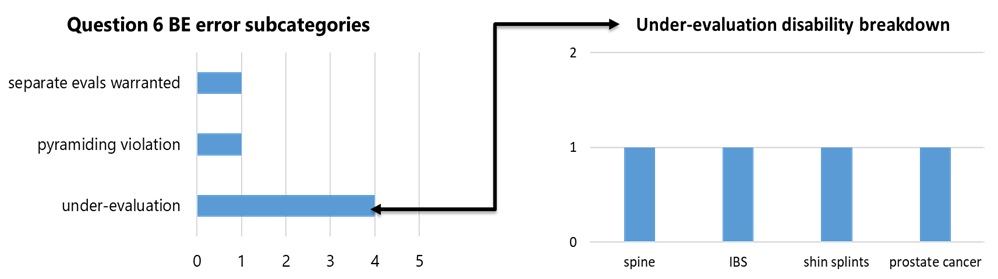 Question 6 BE error subcategories
separate evals warranted
pyramiding violation
under-evaluation
0 1 2 3 4 5
Under-evaluation disability breakdown
2
1
0
spine IBS shin splints prostate cancer